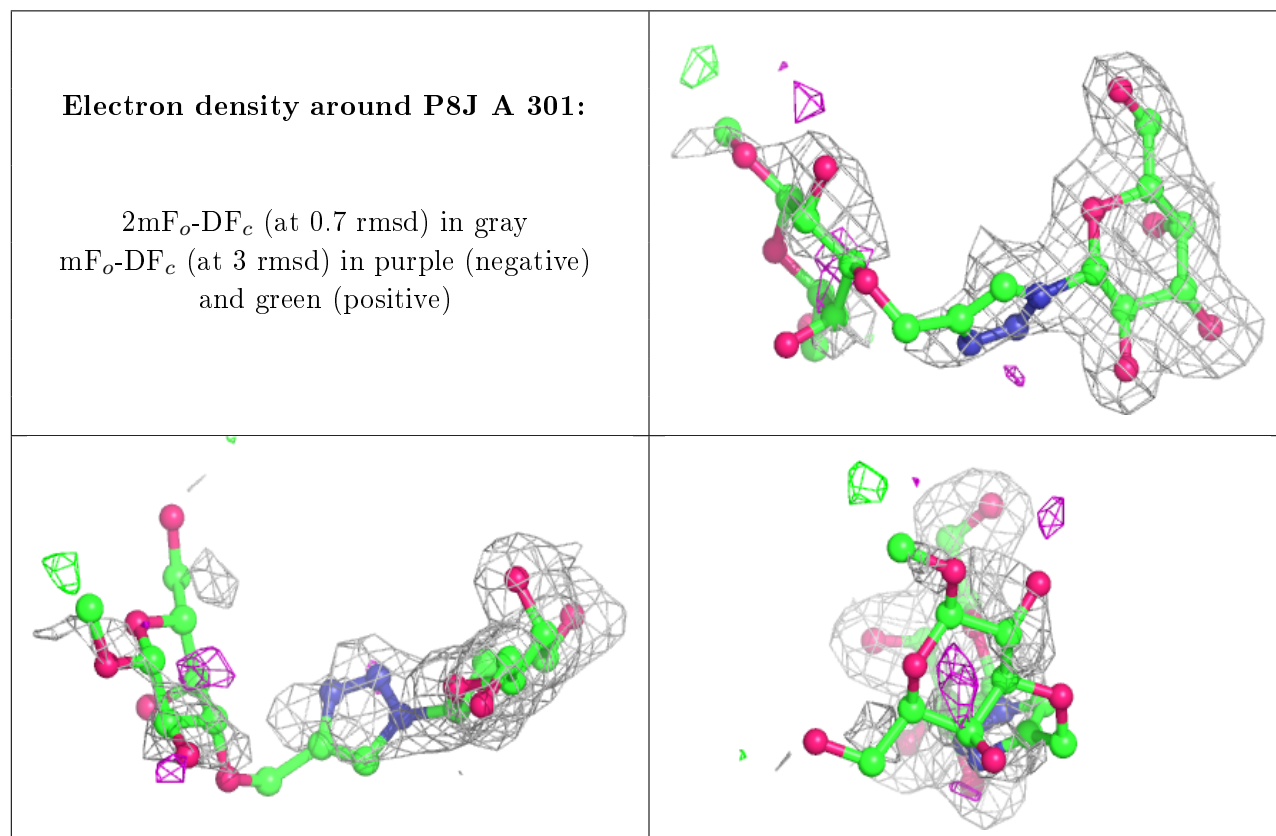 Electron density around P8J A 301:
2mFo-DFc (at 0.7 rmsd) in gray
mFo-DFc (at 3 rmsd) in purple (negative)
and green (positive)